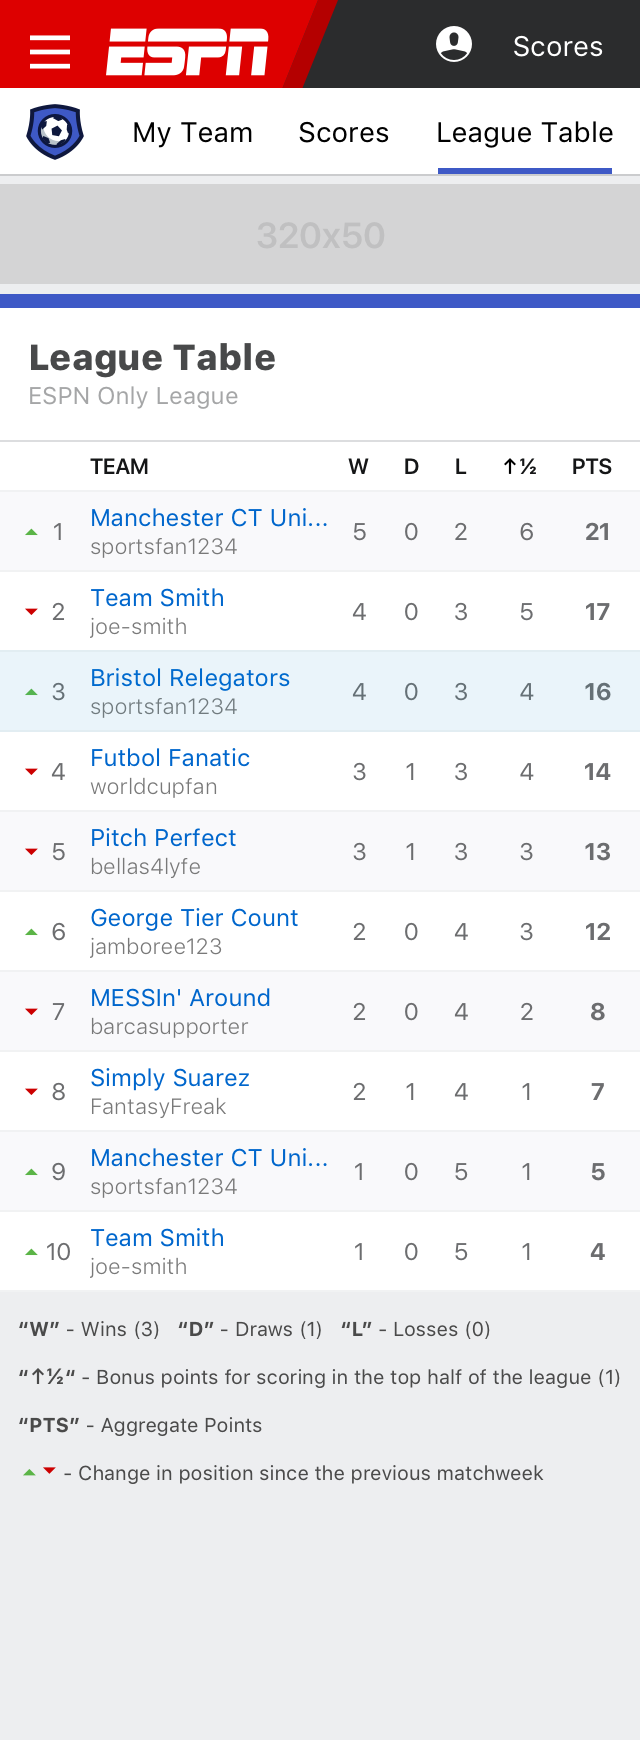 ESPN
Scores
My Team Scores League Table
320x50
League Table
ESPN Only League
TEAM W D L ↑½ PTS
1 Manchester CT Uni... 5 0 2 6 21
sportsfan1234
2 Team Smith 4 0 3 5 17
joe-smith
3 Bristol Relegators 4 0 3 4 16
sportsfan1234
4 Futbol Fanatic 3 1 3 4 14
worldcupfan
5 Pitch Perfect 3 1 3 3 13
bellas4lyfe
6 George Tier Count 2 0 4 3 12
jamboree123
7 MESSIn' Around 2 0 4 2 8
barcasupporter
8 Simply Suarez 2 1 4 1 7
FantasyFreak
9 Manchester CT Uni... 1 0 5 1 5
sportsfan1234
10 Team Smith 1 0 5 1 4
joe-smith
“W” - Wins (3) “D” - Draws (1) “L” - Losses (0)
“↑½“ - Bonus points for scoring in the top half of the league (1)
“PTS” - Aggregate Points
- Change in position since the previous matchweek